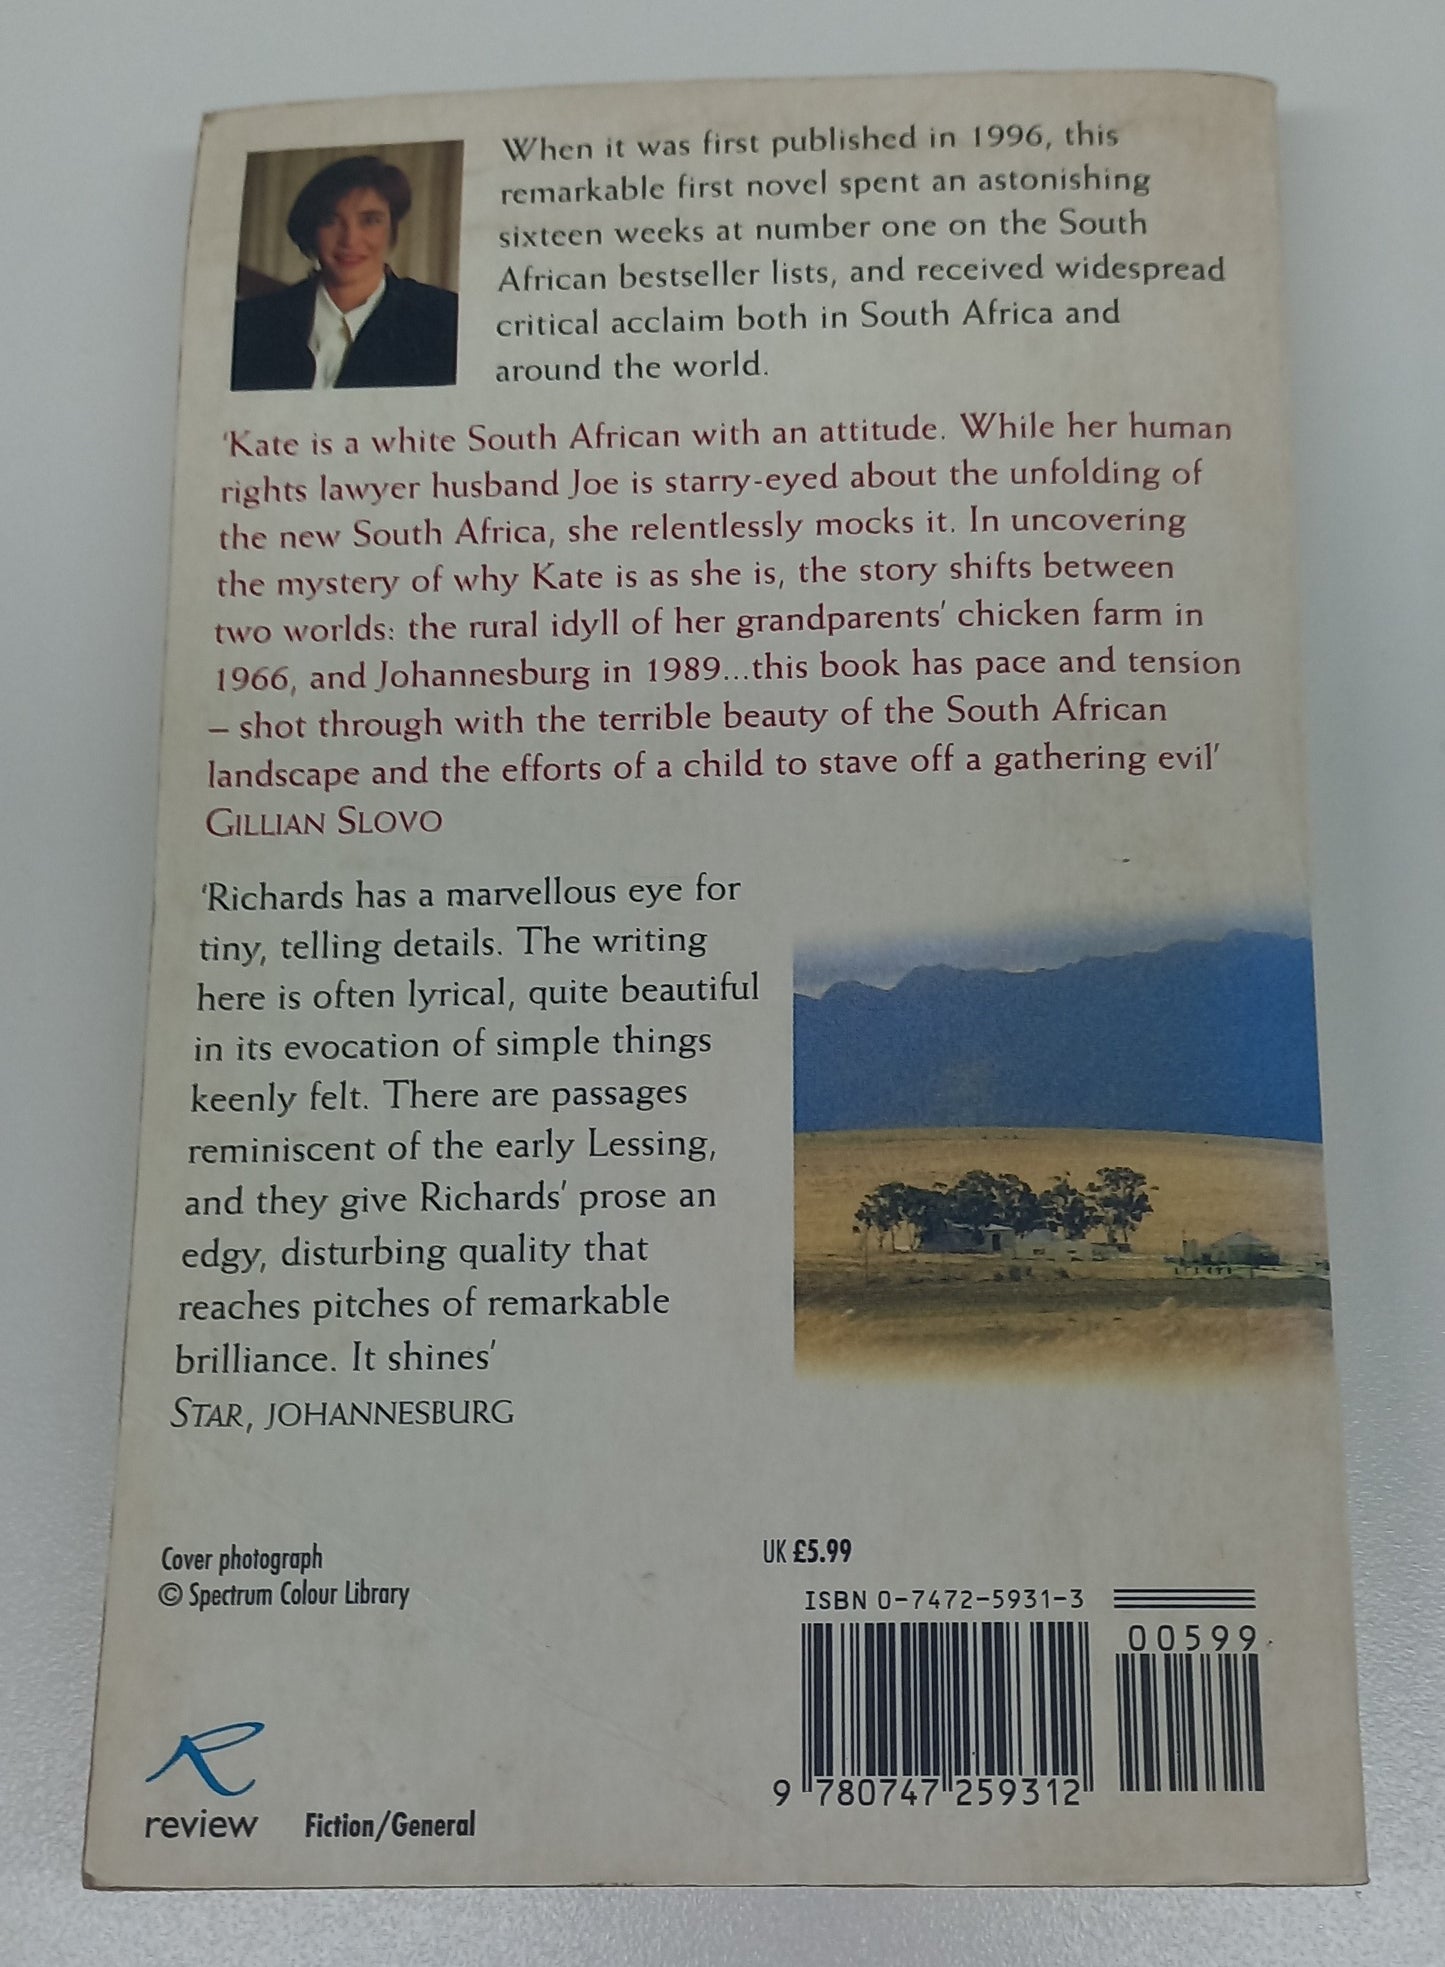 When it was first published in 1996, this
remarkable first novel spent an astonishing
sixteen weeks at number one on the South
African bestseller lists, and received widespread
critical acclaim both in South Africa and
around the world.
'Kate is a white South African with an attitude. While her human
rights lawyer husband Joe is starry-eyed about the unfolding of
the new South Africa, she relentlessly mocks it. In uncovering
the mystery of why Kate is as she is, the story shifts between
two worlds: the rural idyll of her grandparents' chicken farm in
1966, and Johannesburg in 1989...this book has pace and tension
– shot through with the terrible beauty of the South African
landscape and the efforts of a child to stave off a gathering evil'
GILLIAN SLOVO
'Richards has a marvellous eye for
tiny, telling details. The writing
here is often lyrical, quite beautiful
in its evocation of simple things
keenly felt. There are passages
reminiscent of the early Lessing,
and they give Richards' prose an
edgy, disturbing quality that
reaches pitches of remarkable
brilliance. It shines'
STAR, JOHANNESBURG
Cover photograph
© Spectrum Colour Library
UK £5.99
ISBN 0-7472-5931-3
00599
9 780747 259312
R
review
Fiction/General